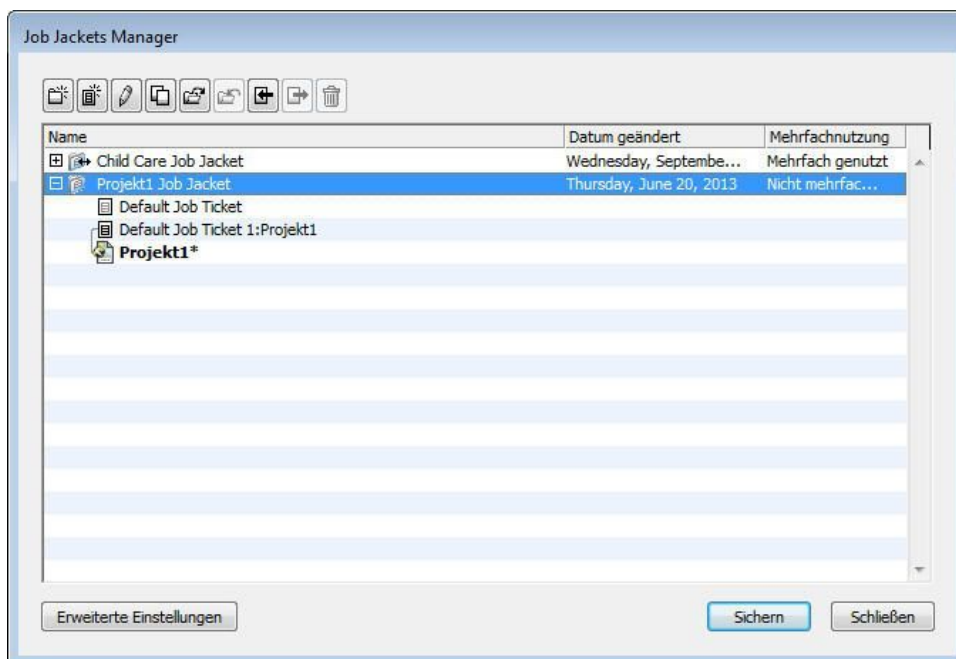 Job Jackets Manager
Name Datum geändert Mehrfachnutzung
Child Care Job Jacket Wednesday, Septembe... Mehrfach genutzt
Projekt1 Job Jacket Thursday, June 20, 2013 Nicht mehrfac...
Default Job Ticket
Default Job Ticket 1:Projekt1
Projekt1*
Erweiterte Einstellungen Sichern Schließen